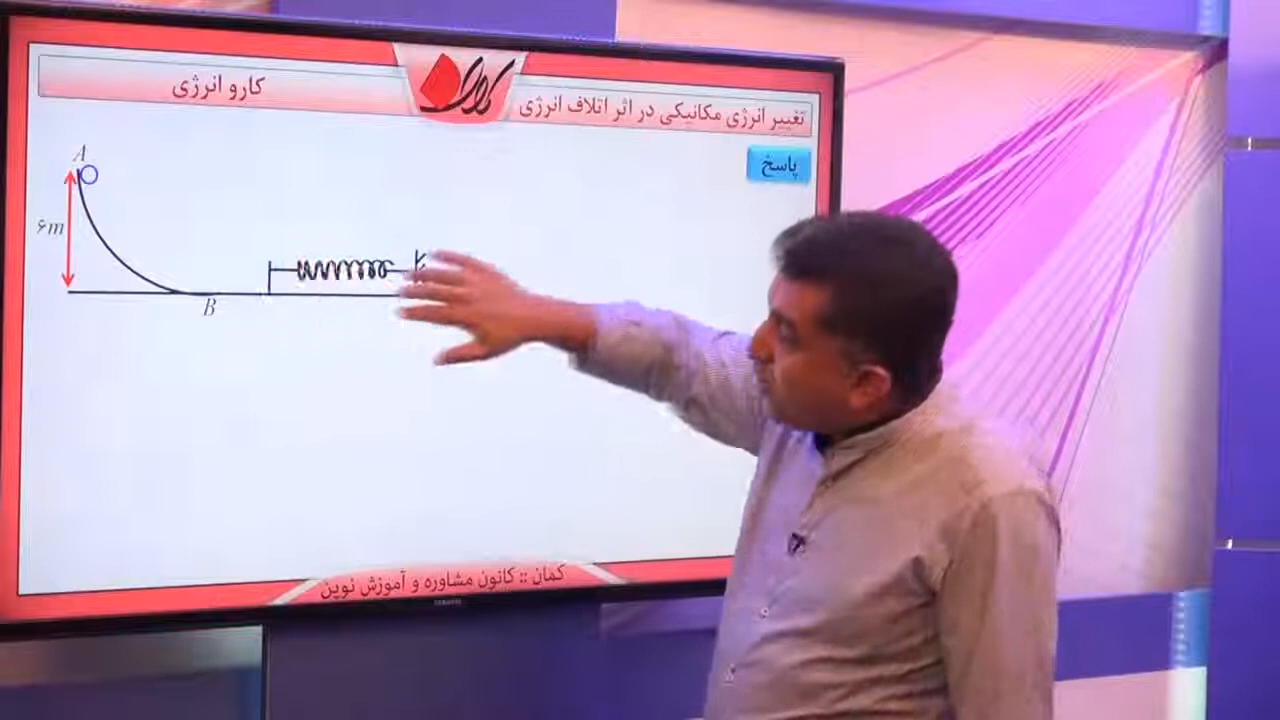 تغییر انرژی مکانیکی در اثر اتلاف انرژی
کارو انرژی
پاسخ
A
۶m
B
کمان :: کانون مشاوره و آموزش نوین